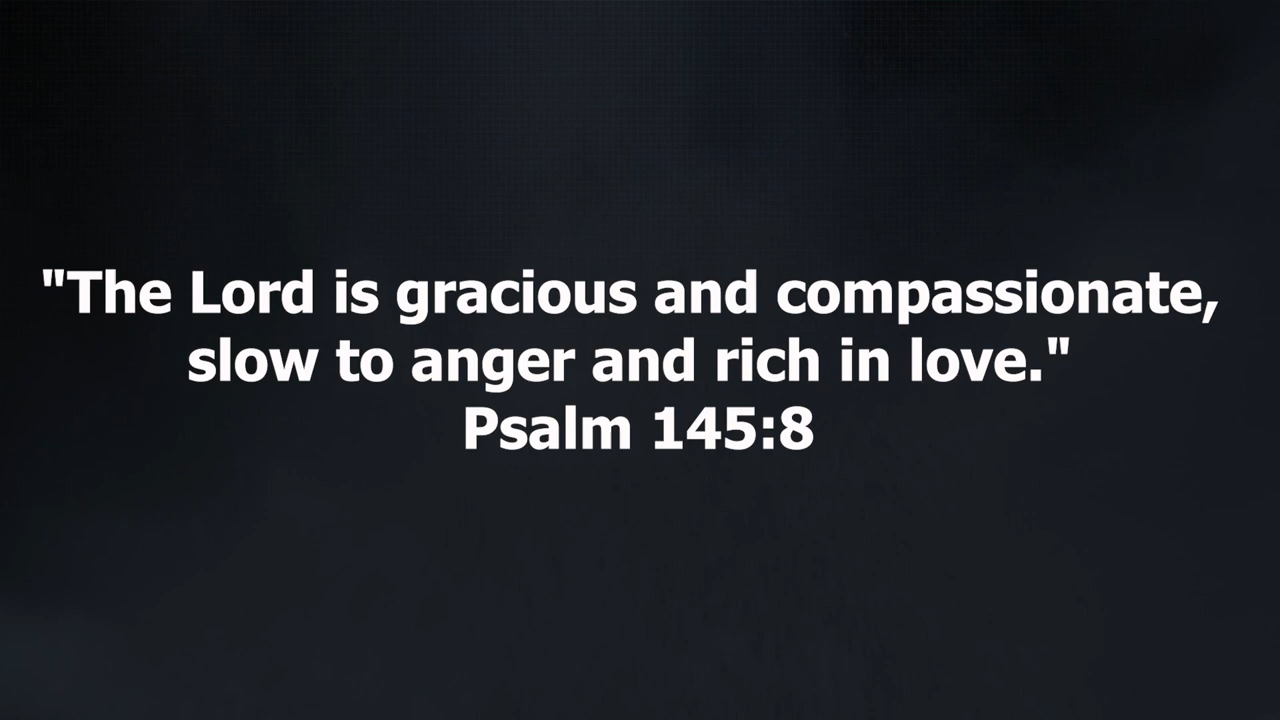 "The Lord is gracious and compassionate,
slow to anger and rich in love."
Psalm 145:8